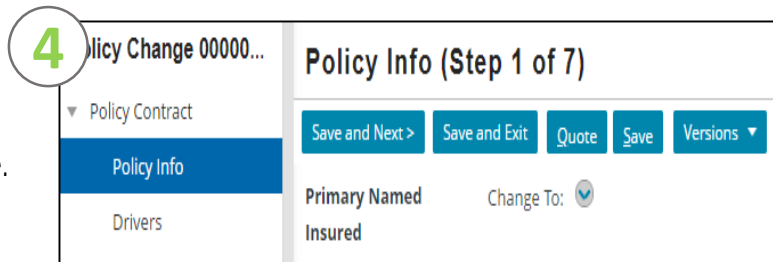 4
olicy Change 00000...
Policy Contract
Policy Info
Drivers
Policy Info (Step 1 of 7)
Save and Next > Save and Exit Quote Save Versions
Primary Named
Insured
Change To: